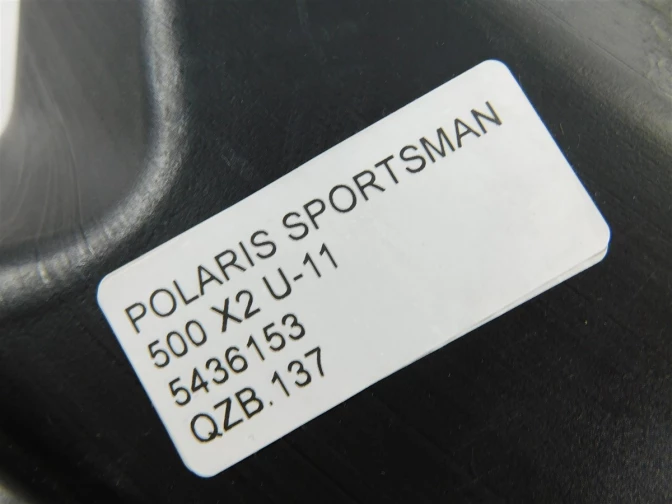 POLARIS SPORTSMAN
500 X2 U-11
5436153
QZB.137